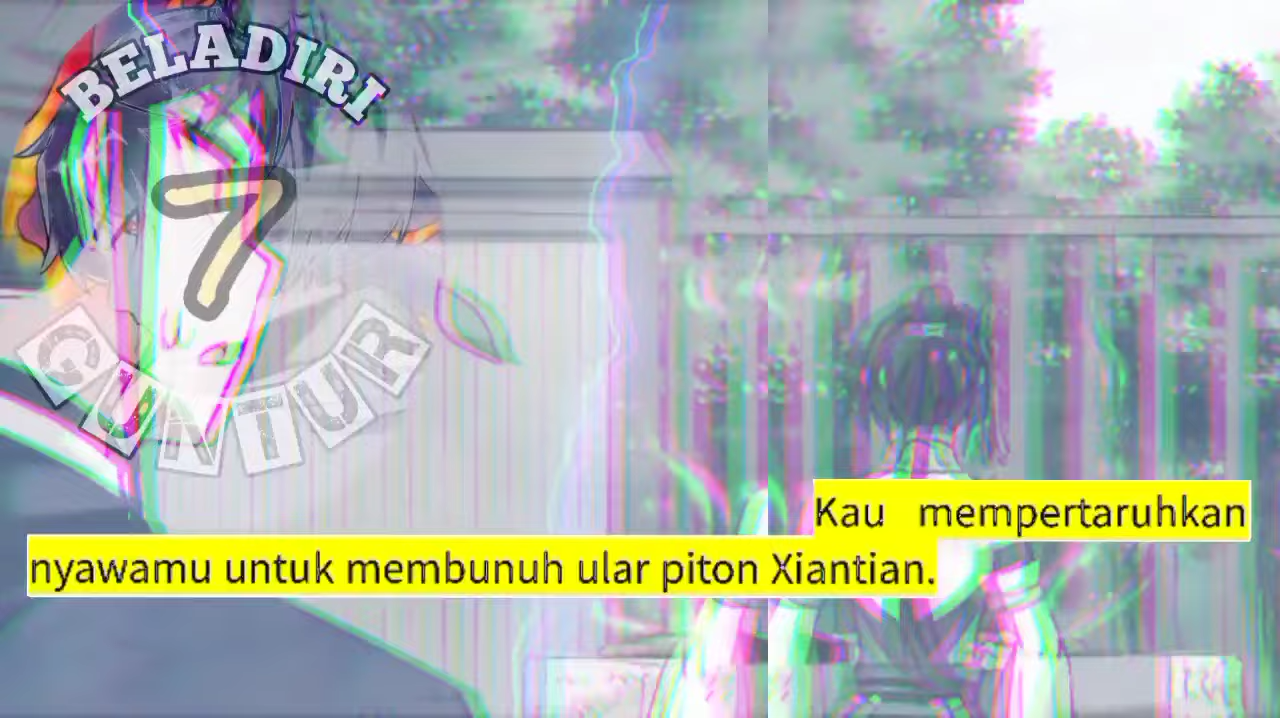 BELADIRI
7
GUNTUR
Kau mempertaruhkan
nyawamu untuk membunuh ular piton Xiantian.